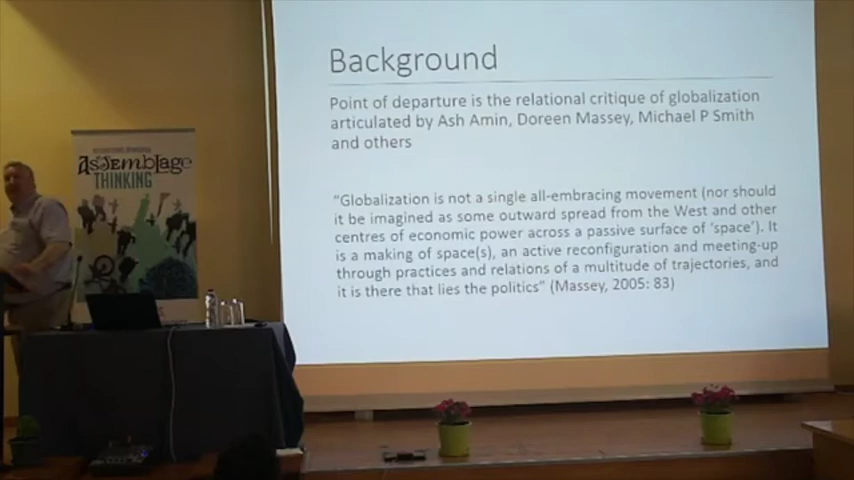 Background
Point of departure is the relational critique of globalization
articulated by Ash Amin, Doreen Massey, Michael P Smith
and others
“Globalization is not a single all-embracing movement (nor should
it be imagined as some outward spread from the West and other
centres of economic power across a passive surface of ‘space’). It
is a making of space(s), an active reconfiguration and meeting-up
through practices and relations of a multitude of trajectories, and
it is there that lies the politics” (Massey, 2005: 83)
AssemblagE
THINKING